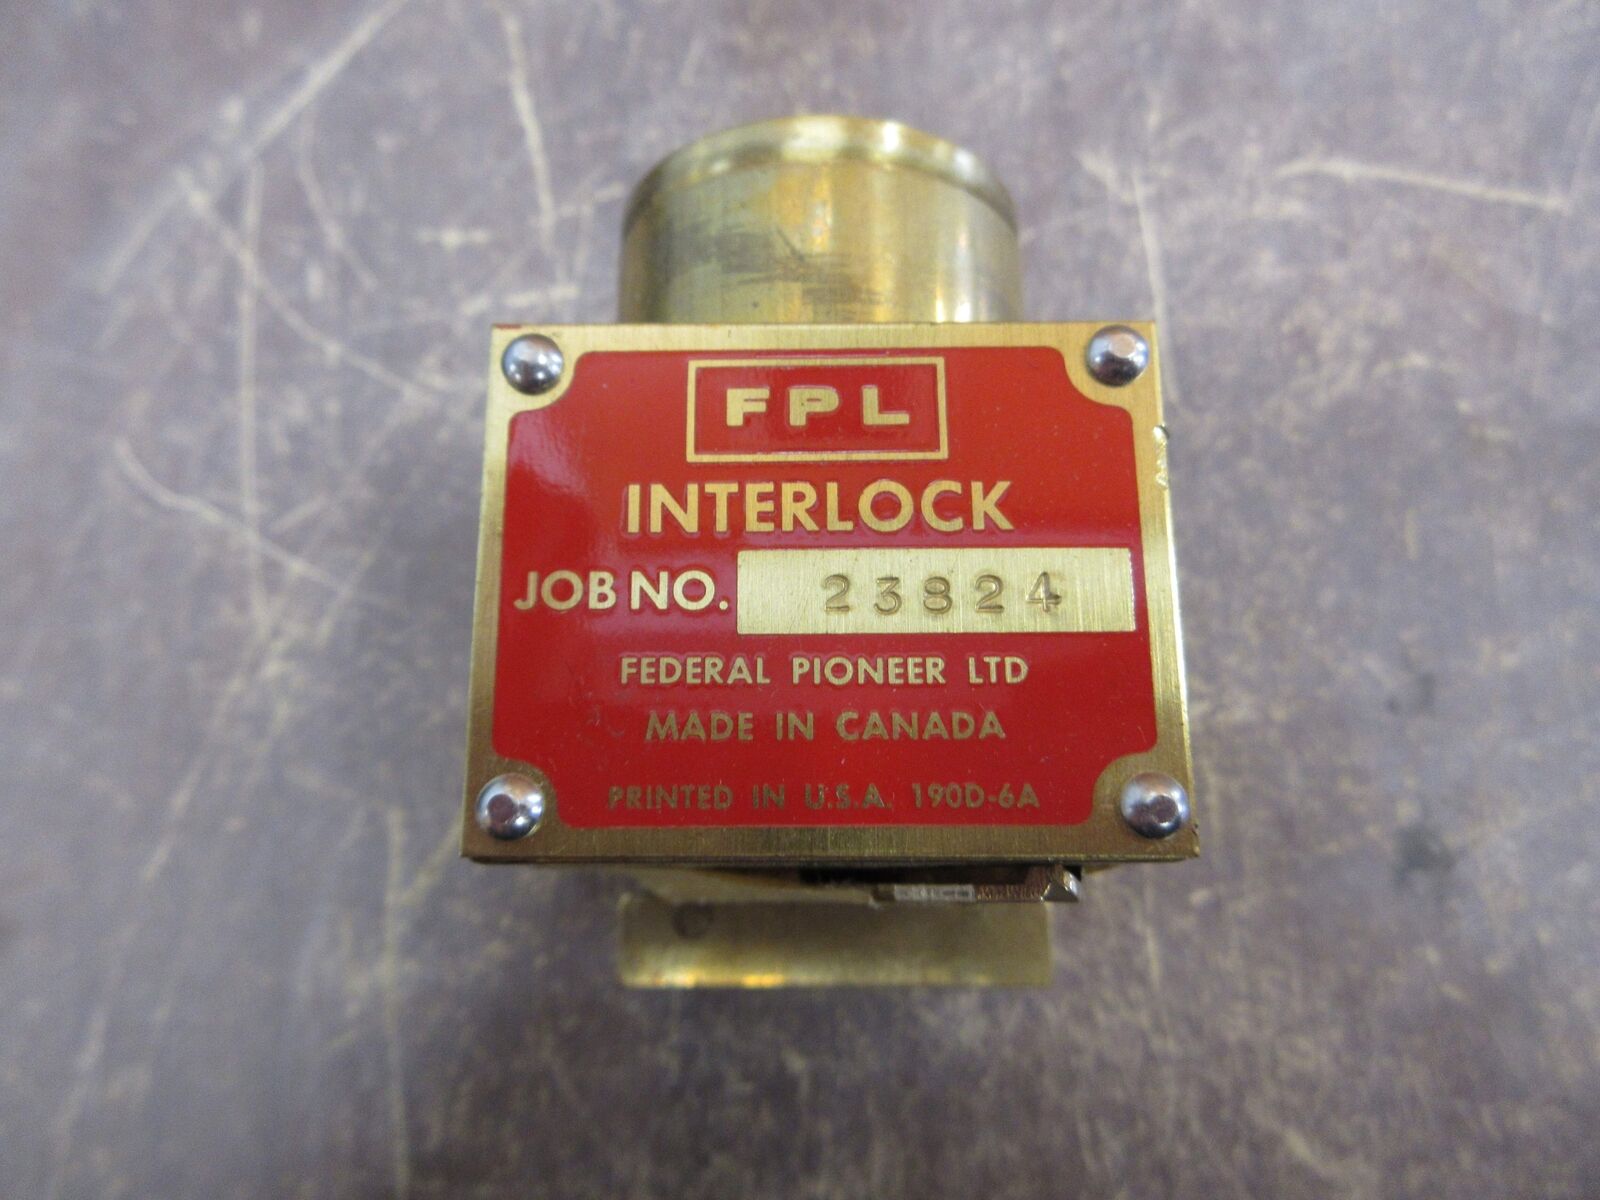 FPL
INTERLOCK
JOB NO. 23824
FEDERAL PIONEER LTD
MADE IN CANADA
PRINTED IN U.S.A. 190D-6A